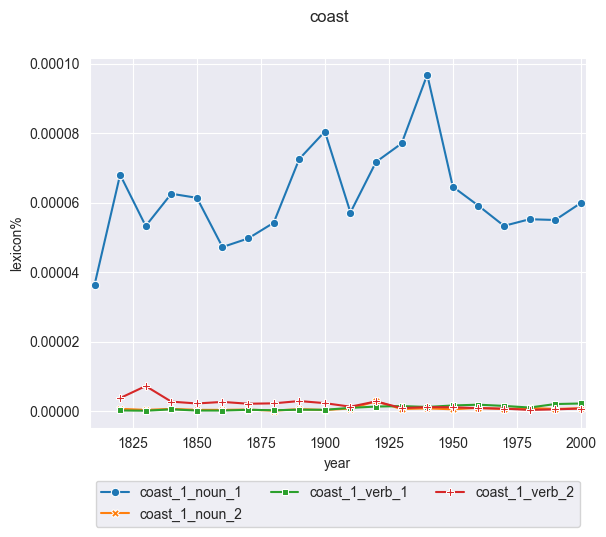 coast
0.00010
0.00008
0.00006
0.00004
0.00002
0.00000
lexicon%
1825 1850 1875 1900 1925 1950 1975 2000
year
coast_1_noun_1 coast_1_verb_1 coast_1_verb_2
coast_1_noun_2